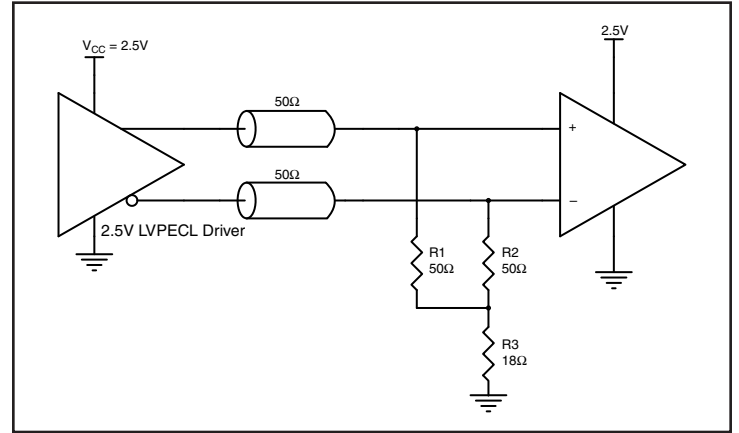 V_CC = 2.5V
2.5V
50Ω
+
50Ω
−
2.5V LVPECL Driver
R1
50Ω
R2
50Ω
R3
18Ω